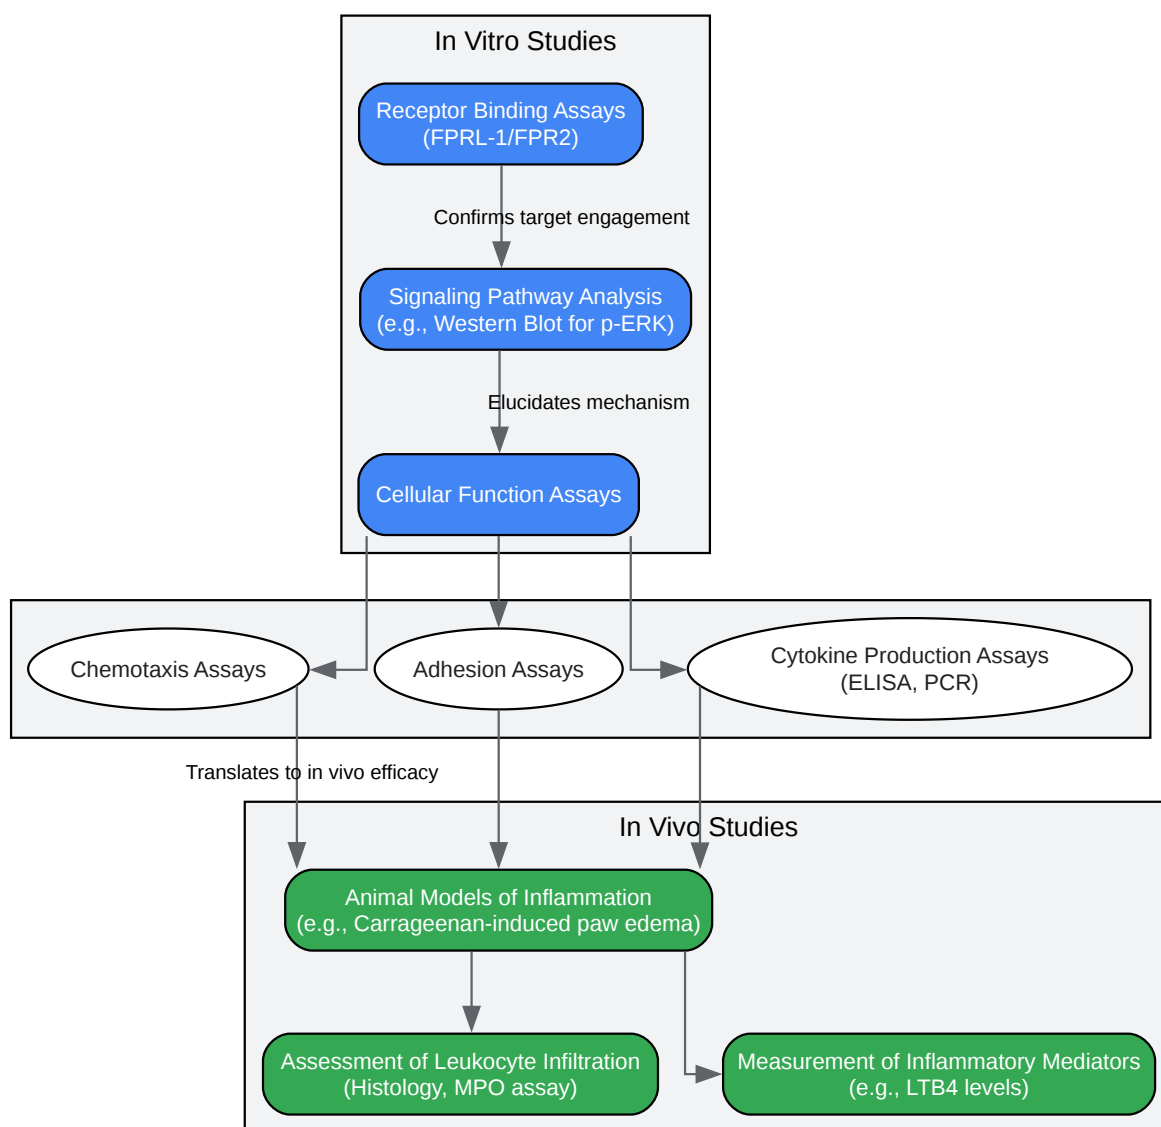 In Vitro Studies
Receptor Binding Assays
(FPRL-1/FPR2)
Confirms target engagement
Signaling Pathway Analysis
(e.g., Western Blot for p-ERK)
Elucidates mechanism
Cellular Function Assays
Chemotaxis Assays
Adhesion Assays
Cytokine Production Assays
(ELISA, PCR)
Translates to in vivo efficacy
In Vivo Studies
Animal Models of Inflammation
(e.g., Carrageenan-induced paw edema)
Assessment of Leukocyte Infiltration
(Histology, MPO assay)
Measurement of Inflammatory Mediators
(e.g., LTB4 levels)